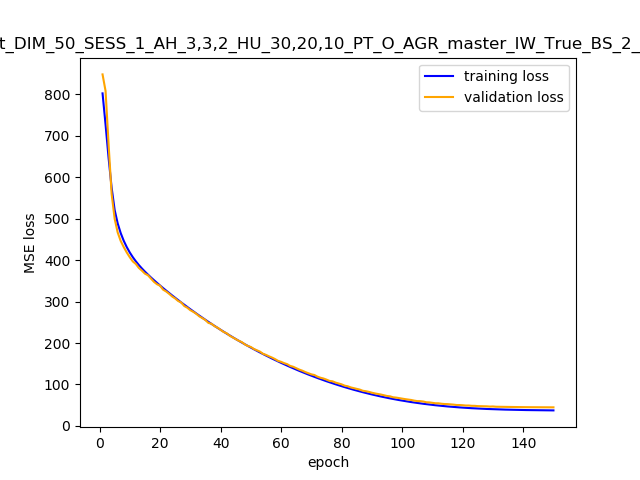 t_DIM_50_SESS_1_AH_3,3,2_HU_30,20,10_PT_O_AGR_master_IW_True_BS_2_
training loss
validation loss
800
700
600
500
400
300
200
100
0
MSE loss
0 20 40 60 80 100 120 140
epoch